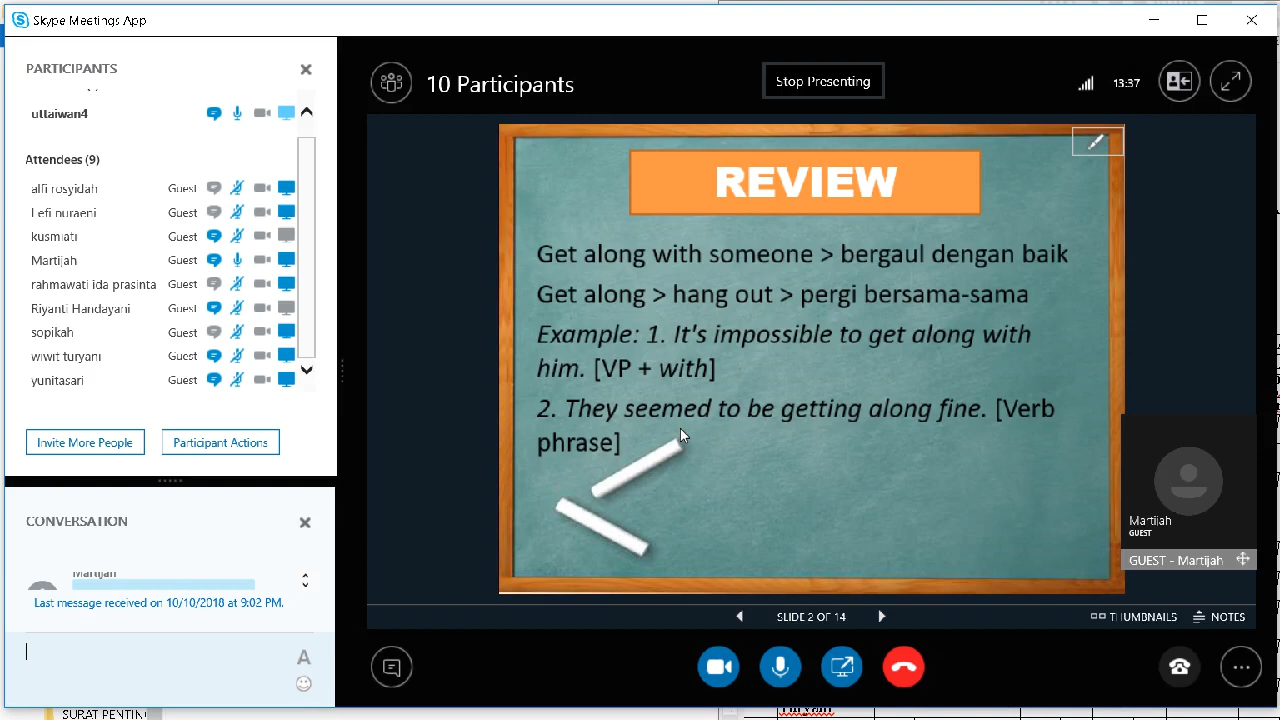 Skype Meetings App
PARTICIPANTS
uttaiwan4
Attendees (9)
alfi rosyidah Guest
Lefi nuraeni Guest
kusmiati Guest
Martijah Guest
rahmawati ida prasinta Guest
Riyanti Handayani Guest
sopikah Guest
wiwit turyani Guest
yunitasari Guest
Invite More People Participant Actions
CONVERSATION
Martijah
Last message received on 10/10/2018 at 9:02 PM.
A
SURAT PENTING
10 Participants
Stop Presenting
13:37
REVIEW
Get along with someone > bergaul dengan baik
Get along > hang out > pergi bersama-sama
Example: 1. It's impossible to get along with
him. [VP + with]
2. They seemed to be getting along fine. [Verb
phrase]
Martijah
GUEST
GUEST - Martijah
SLIDE 2 OF 14
THUMBNAILS
NOTES